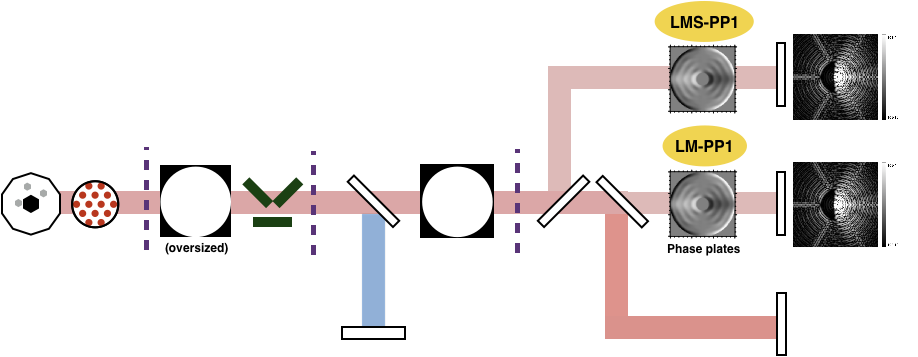 LMS-PP1
LM-PP1
(oversized)
Phase plates